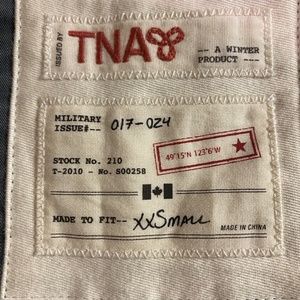 ISSUED BY
TNA
-- A WINTER
PRODUCT ---
MILITARY
ISSUE#-- 017-024
49°15'N 123°6'W
STOCK No. 210
T-2010 - No. S00258
MADE TO FIT-- XXSmall
MADE IN CHINA